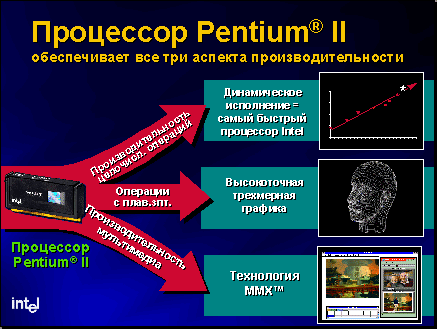 Процессор Pentium® II
обеспечивает все три аспекта производительности
Производительность
целочисл. операций
Динамическое
исполнение =
самый быстрый
процессор Intel
*
Операции
с плав.зпт.
Высокоточная
трехмерная
графика
Производительность
мультимедиа
Технология
MMX™
Процессор
Pentium® II
intel